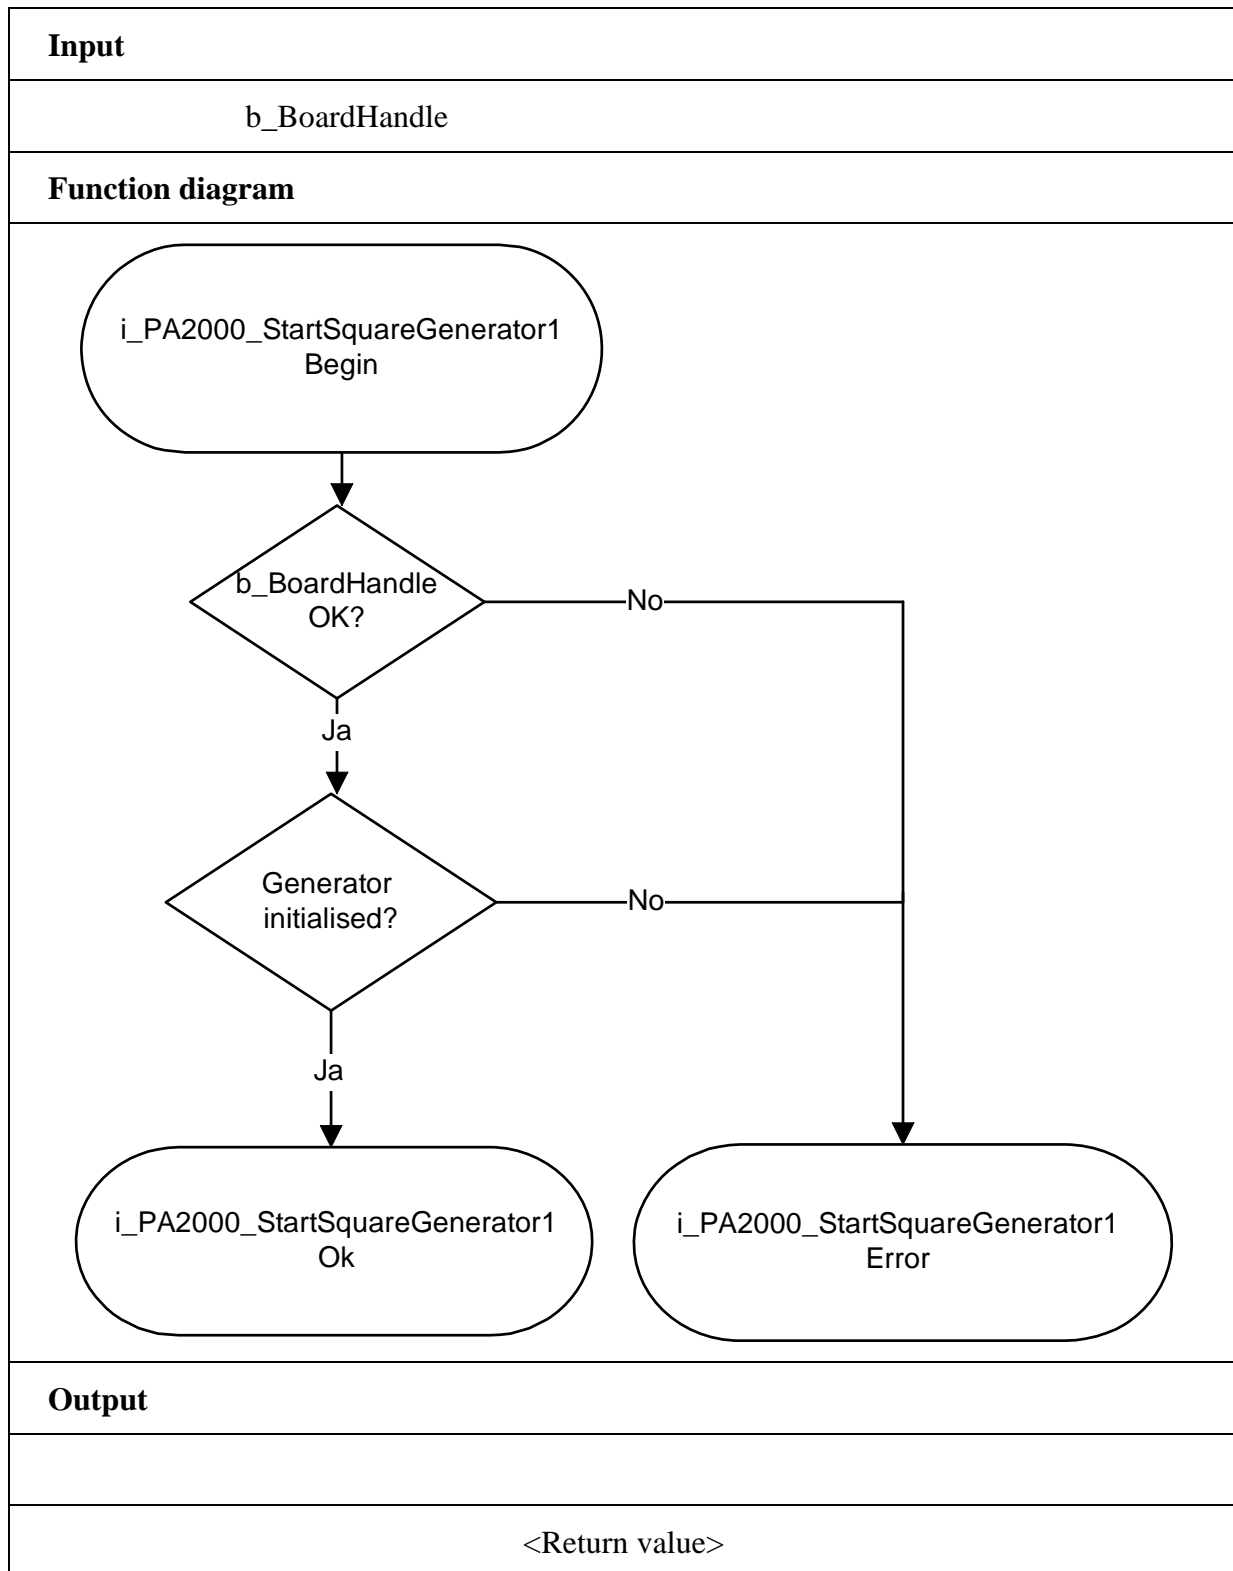 Input
b_BoardHandle
Function diagram
i_PA2000_StartSquareGenerator1
Begin
b_BoardHandle
OK?
No
Ja
Generator
initialised?
No
Ja
i_PA2000_StartSquareGenerator1
Ok
i_PA2000_StartSquareGenerator1
Error
Output
<Return value>